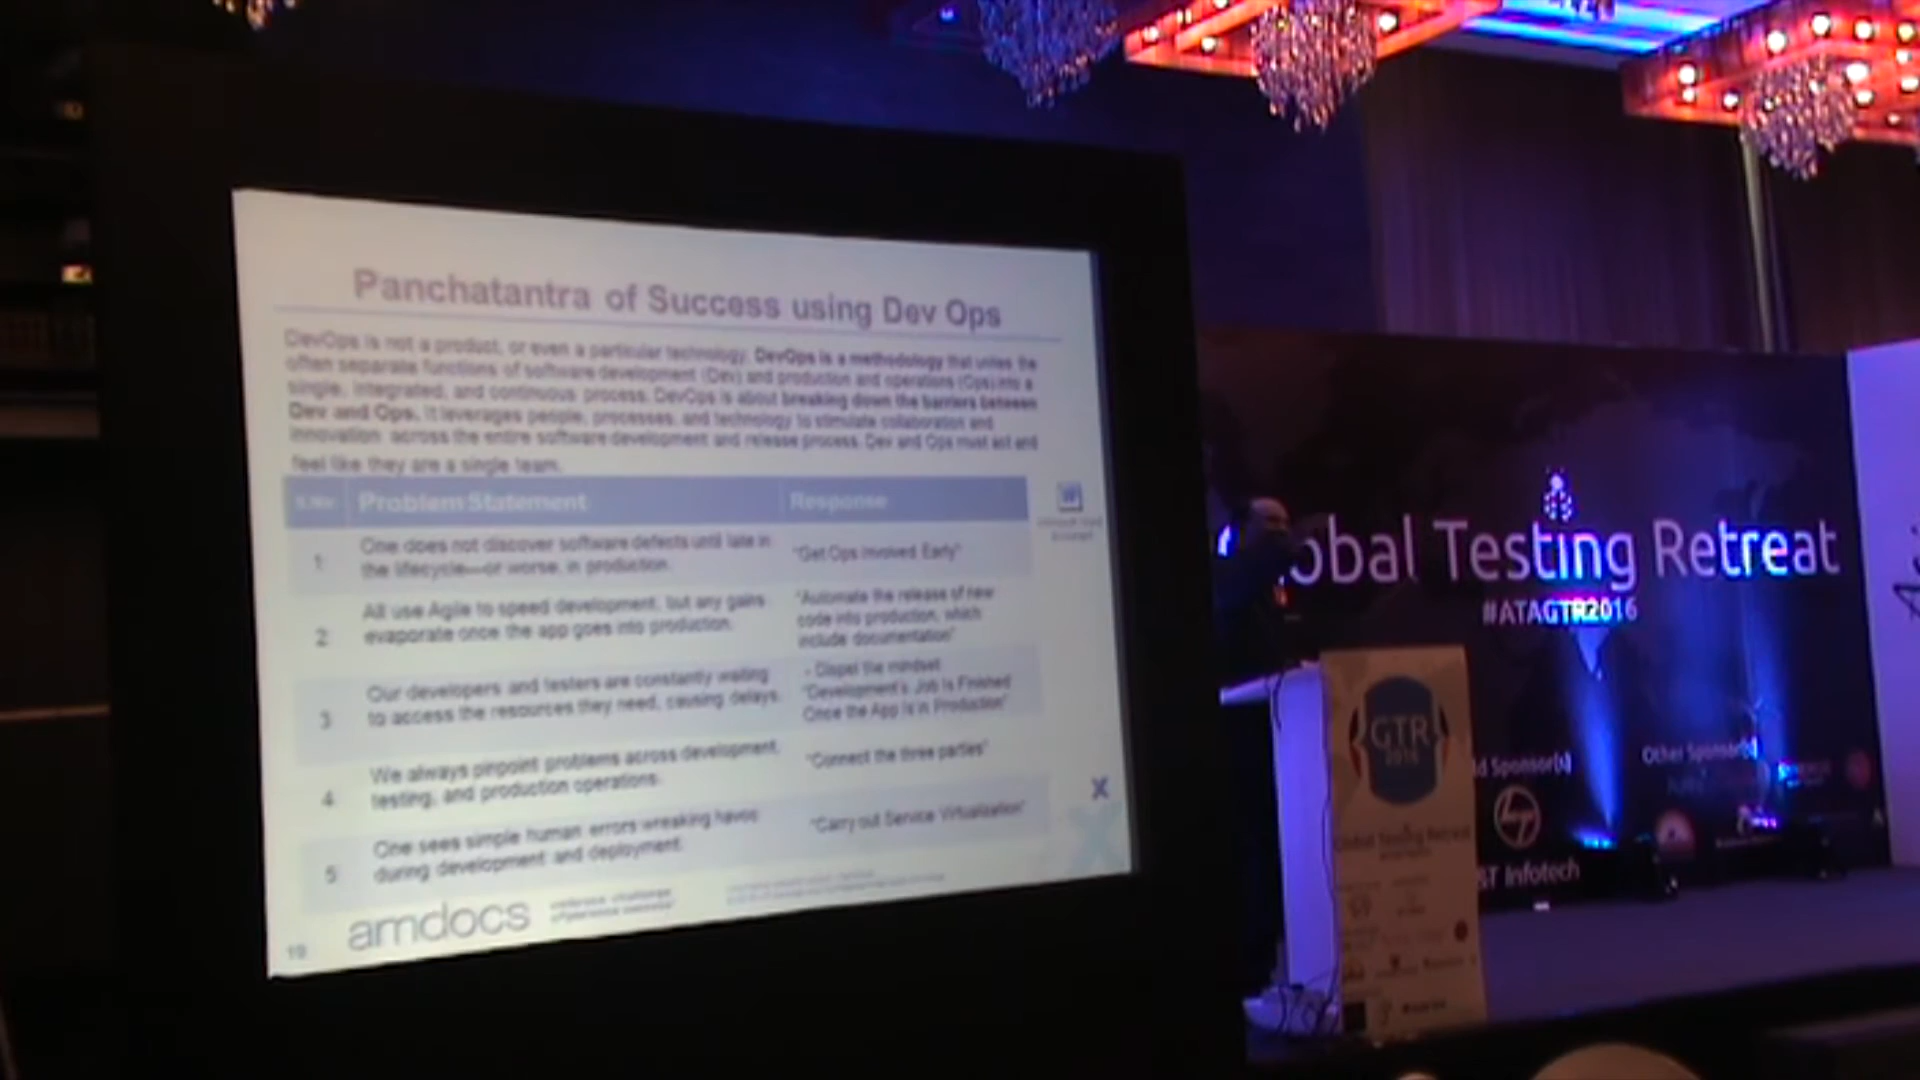 Panchatantra of Success using Dev Ops
DevOps is not a product, or even a particular technology. DevOps is a methodology that unites the
often separate functions of software development (Dev) and production and operations (Ops) into a
single, integrated, and continuous process. DevOps is about breaking down the barriers between
Dev and Ops. It leverages people, processes, and technology to stimulate collaboration and
innovation across the entire software development and release process. Dev and Ops must act and
feel like they are a single team.
S.No Problem Statement Response
1 One does not discover software defects until late in
the lifecycle—or worse, in production.
"Get Ops Involved Early"
2 All use Agile to speed development, but any gains
evaporate once the app goes into production.
"Automate the release of new
code into production, which
include documentation"
3 Our developers and testers are constantly waiting
to access the resources they need, causing delays.
- Dispel the mindset
"Development's Job Is Finished
Once the App Is in Production"
4 We always pinpoint problems across development,
testing, and production operations.
"Connect the three parties"
5 One sees simple human errors wreaking havoc
during development and deployment.
"Carry out Service Virtualization"
amdocs
19
obal Testing Retreat
#ATAGTR2016
ld Sponsor(s)
Other Sponsor(s)
&T Infotech
GTR
2016
Global Testing Retreat